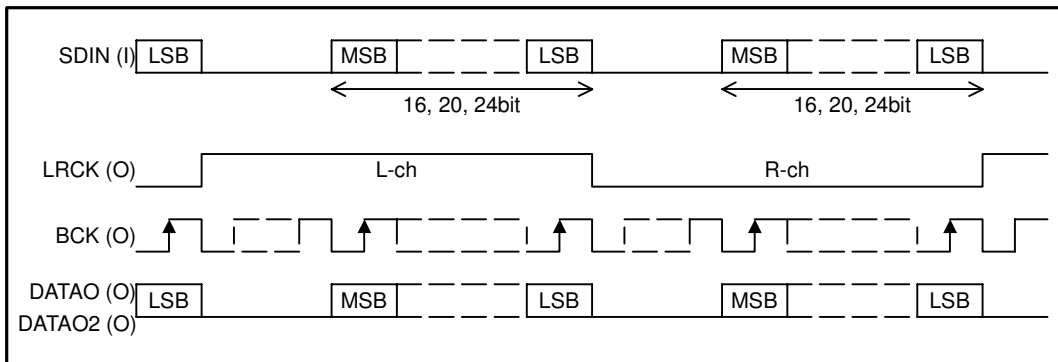 SDIN (I) LSB MSB LSB MSB LSB
16, 20, 24bit 16, 20, 24bit
LRCK (O) L-ch R-ch
BCK (O)
DATAO (O) LSB MSB LSB MSB LSB
DATAO2 (O)